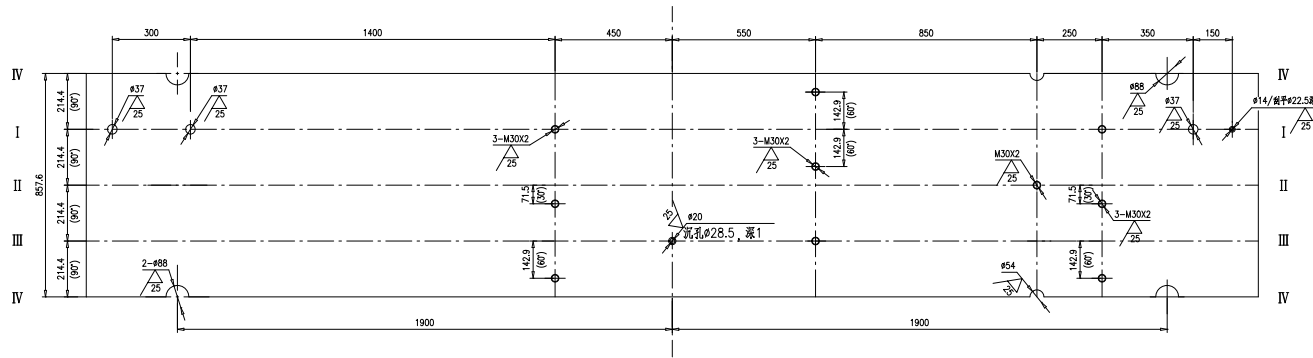 300
1400
450
550
850
250
350
150
IV
IV
214.4
(90°)
ø37
25
ø37
25
142.9
(60°)
ø88
25
ø37
25
ø14/刮平ø22.5深
25
I
I
3-M30X2
25
3-M30X2
25
142.9
(60°)
214.4
(90°)
M30X2
25
857.6
II
II
71.5
(30°)
71.5
(30°)
3-M30X2
25
214.4
(90°)
25
ø20
沉孔ø28.5，深1
III
III
142.9
(60°)
142.9
(60°)
214.4
(90°)
2-ø88
25
ø54
25
IV
IV
1900
1900